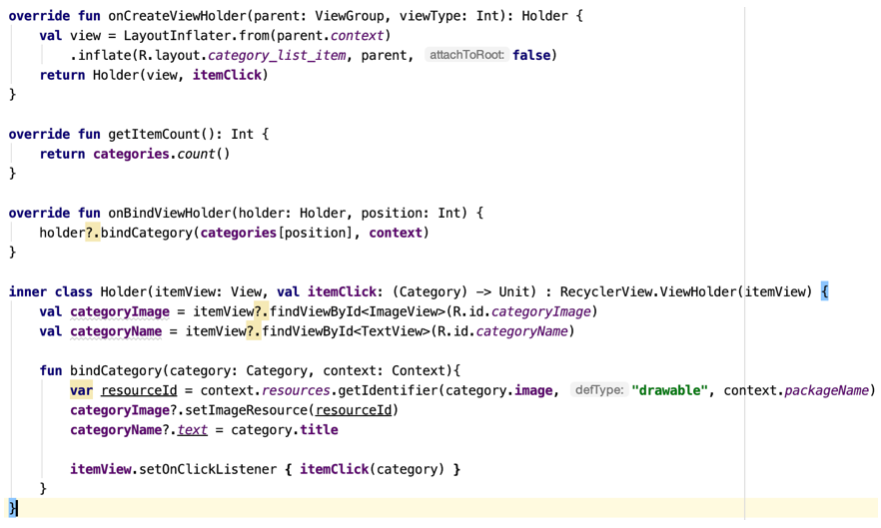 override fun onCreateViewHolder(parent: ViewGroup, viewType: Int): Holder {
    val view = LayoutInflater.from(parent.context)
        .inflate(R.layout.category_list_item, parent, attachToRoot: false)
    return Holder(view, itemClick)
}

override fun getItemCount(): Int {
    return categories.count()
}

override fun onBindViewHolder(holder: Holder, position: Int) {
    holder?.bindCategory(categories[position], context)
}

inner class Holder(itemView: View, val itemClick: (Category) -> Unit) : RecyclerView.ViewHolder(itemView) {
    val categoryImage = itemView?.findViewById<ImageView>(R.id.categoryImage)
    val categoryName = itemView?.findViewById<TextView>(R.id.categoryName)

    fun bindCategory(category: Category, context: Context){
        var resourceId = context.resources.getIdentifier(category.image, defType: "drawable", context.packageName)
        categoryImage?.setImageResource(resourceId)
        categoryName?.text = category.title

        itemView.setOnClickListener { itemClick(category) }
    }
}